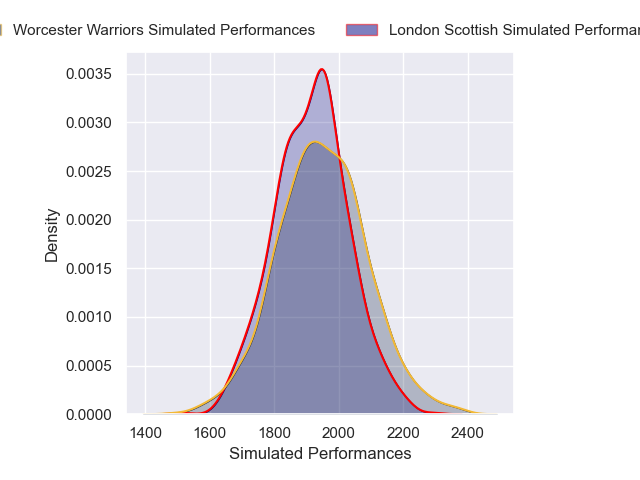 Worcester Warriors Simulated Performances London Scottish Simulated
0.0035
0.0030
0.0025
0.0020
0.0015
0.0010
0.0005
0.0000
Density
1400 1600 1800 2000 2200 2400
Simulated Performances